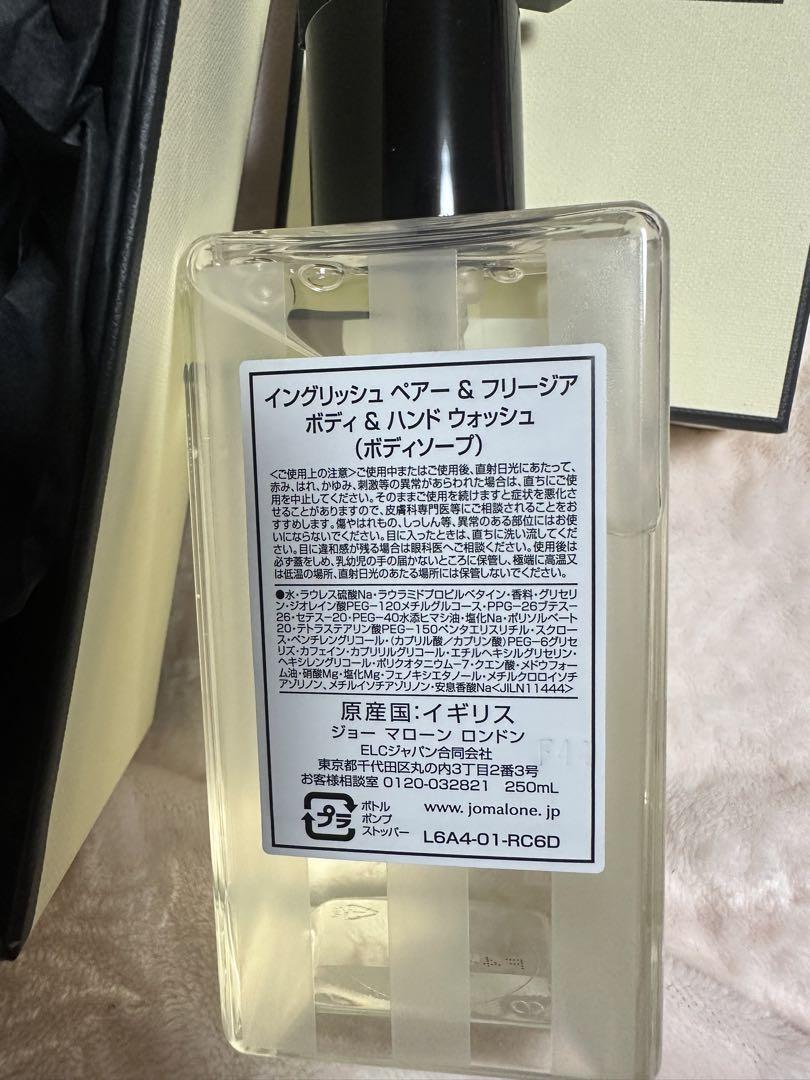 イングリッシュ ペアー & フリージア
ボディ & ハンド ウォッシュ
(ボディソープ)
<ご使用上の注意>ご使用中またはご使用後、直射日光にあたって、
赤み、はれ、かゆみ、刺激等の異常があらわれた場合は、直ちにご使
用を中止してください。そのままご使用を続けますと症状を悪化さ
せることがありますので、皮膚科専門医等にご相談されることをお
すすめします。傷やはれもの、しっしん等、異常のある部位にはお使
いにならないでください。目に入ったときは、直ちに洗い流してくだ
さい。目に違和感が残る場合は眼科医へご相談ください。使用後は
必ず蓋をしめ、乳幼児の手の届かないところに保管し、極端に高温又
は低温の場所、直射日光のあたる場所には保管しないでください。
●水・ラウレス硫酸Na・ラウラミドプロピルベタイン・香料・グリセリ
ン・ジオレイン酸PEG-120メチルグルコース・PPG-26ブテス-
26・セテス-20・PEG-40水添ヒマシ油・塩化Na・ポリソルベート
20・テトラステアリン酸PEG-150ペンタエリスリチル・スクロー
ス・ペンチレングリコール・(カプリル酸/カプリン酸)PEG-6グリセ
リズ・カフェイン・カプリリルグリコール・エチルヘキシルグリセリン・
ヘキシレングリコール・ポリクオタニウム-7・クエン酸・メドウフォー
ム油・硝酸Mg・塩化Mg・フェノキシエタノール・メチルクロロイソチ
アゾリノン、メチルイソチアゾリノン・安息香酸Na<JILN11444>
原産国:イギリス
ジョー マローン ロンドン
ELCジャパン合同会社
東京都千代田区丸の内3丁目2番3号
お客様相談室 0120-032821 250mL
プラ
ボトル
ポンプ
ストッパー
www. jomalone. jp
L6A4-01-RC6D